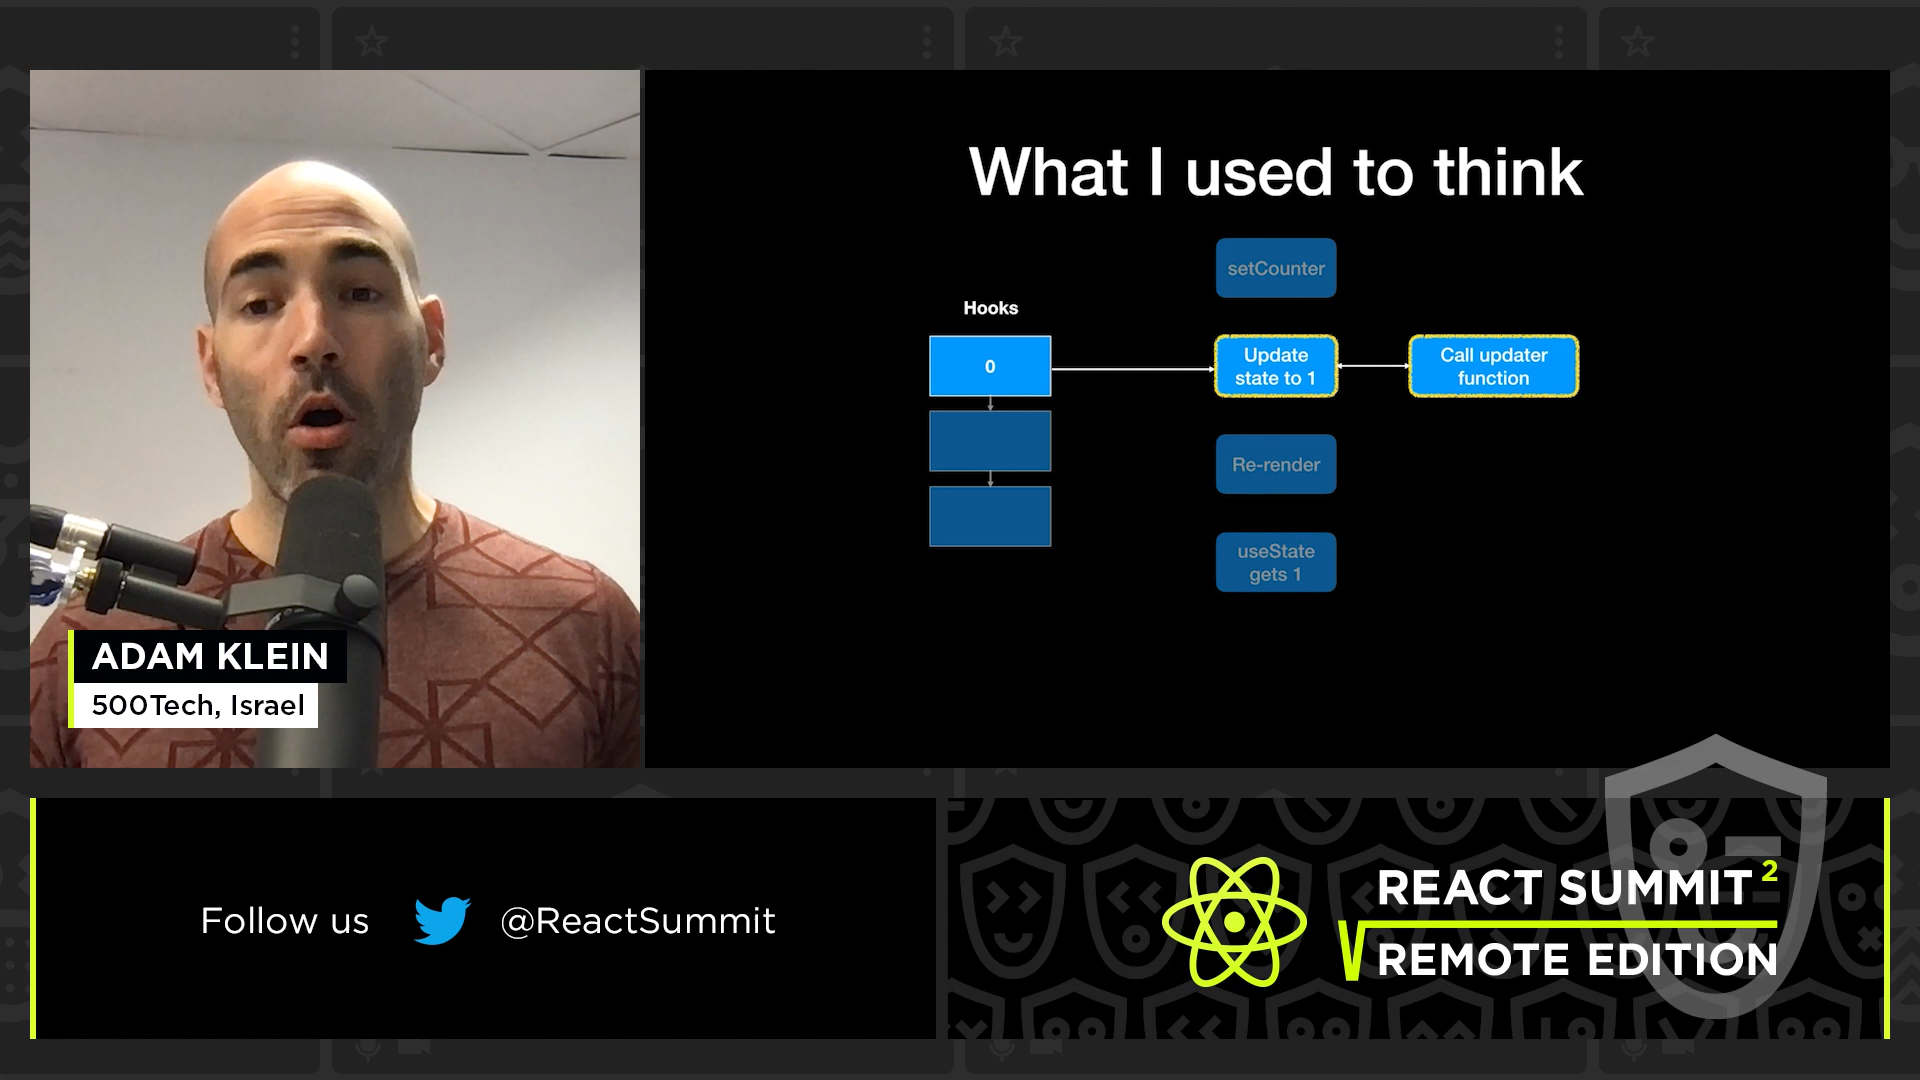 What I used to think
setCounter
Hooks
0
Update
state to 1
Call updater
function
Re-render
useState
gets 1
ADAM KLEIN
500Tech, Israel
Follow us
@ReactSummit
REACT SUMMIT 2
REMOTE EDITION